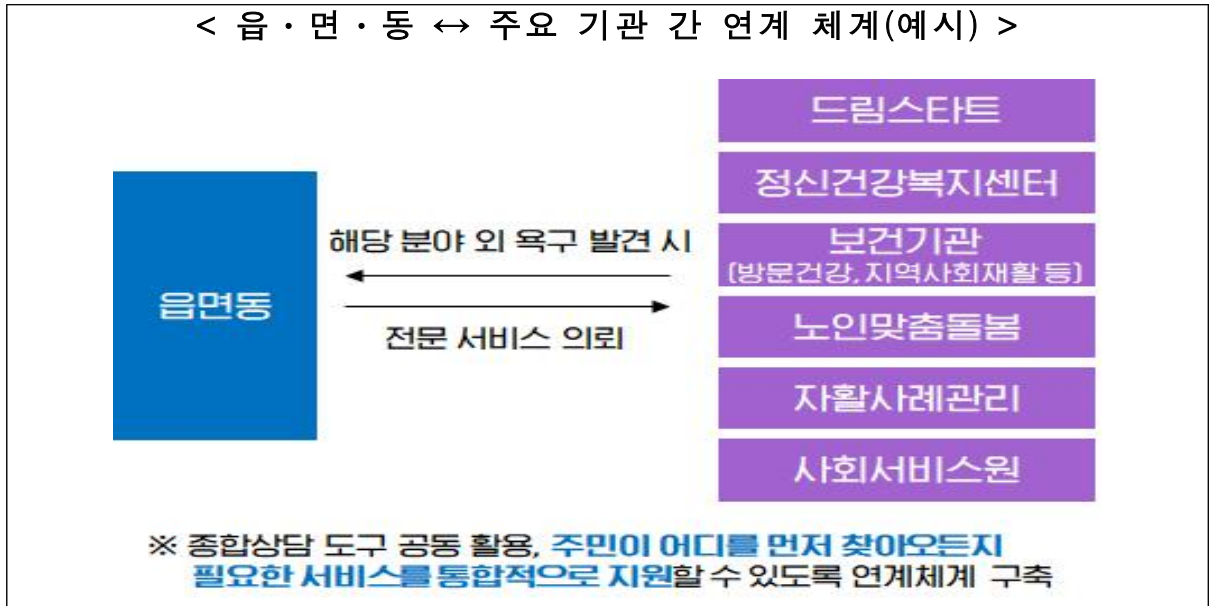 < 읍·면·동 ↔ 주요 기관 간 연계 체계(예시) >
드림스타트
정신건강복지센터
보건기관
(방문건강, 지역사회재활 등)
노인맞춤돌봄
자활사례관리
사회서비스원
해당 분야 외 욕구 발견 시
읍면동
전문 서비스 의뢰
※ 종합상담 도구 공동 활용, 주민이 어디를 먼저 찾아오든지
필요한 서비스를 통합적으로 지원할 수 있도록 연계체계 구축